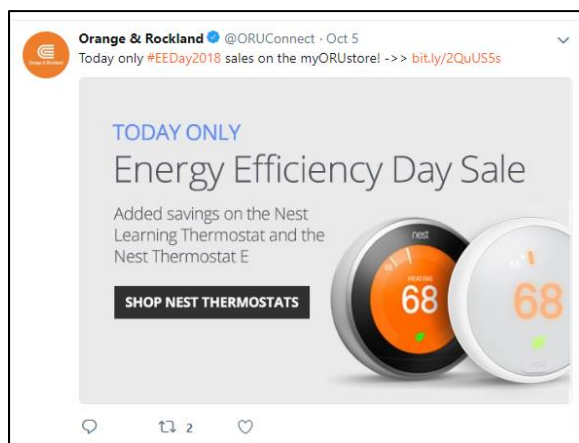 Orange & Rockland @ORUConnect · Oct 5
Today only #EEDay2018 sales on the myORUstore! ->> bit.ly/2QuUS5s
Orange & Rockland
TODAY ONLY
Energy Efficiency Day Sale
Added savings on the Nest
Learning Thermostat and the
Nest Thermostat E
SHOP NEST THERMOSTATS
nest
HEATING
68
68
2